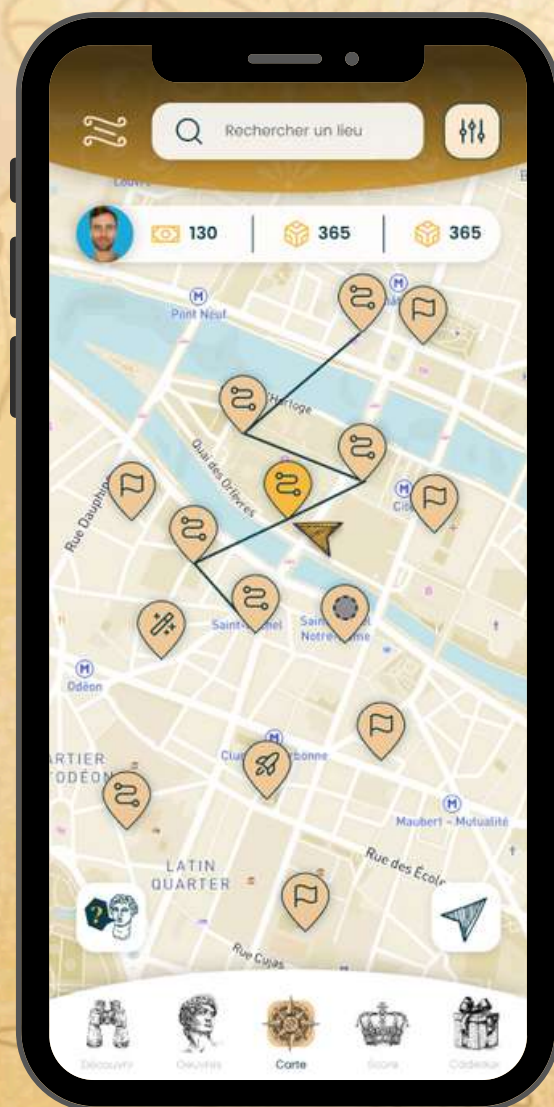 Rechercher un lieu
Louvre
130
365
365
Pont Neuf
Horloge
Quai des Orfèvres
Rue Dauphine
Cité
Saint-Michel
Saint-Michel
Notre-Dame
Odéon
Cluny
Sorbonne
QUARTIER
ODÉON
Maubert - Mutualité
LATIN
QUARTER
Rue des Écoles
Rue Cujas
?
Découvrir
Oeuvres
Carte
Score
Cadeaux